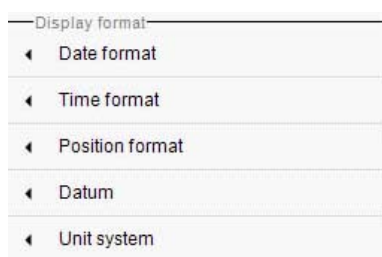 Display format
Date format
Time format
Position format
Datum
Unit system